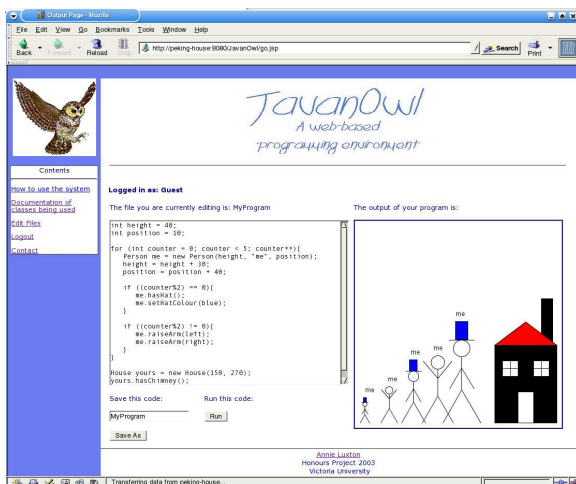 Output Page - Mozilla
File Edit View Go Bookmarks Tools Window Help
Back Forward Reload Stop http://peking-house:8080/JavanOwl/go.jsp Search Print
JavanOwl
A web-based
programming environment
Contents
How to use the system
Documentation of
classes being used
Edit Files
Logout
Contact
Logged in as: Guest
The file you are currently editing is: MyProgram
int height = 40;
int position = 10;
for (int counter = 0; counter < 5; counter++){
Person me = new Person(height, "me", position);
height = height + 30;
position = position + 40;
if ((counter%2) == 0){
me.hasHat();
me.setHatColour(blue);
}
if ((counter%2) != 0){
me.raiseArm(left);
me.raiseArm(right);
}
}
House yours = new House(150, 270);
yours.hasChimney();
The output of your program is:
me
me
me
me
me
Save this code:
Run this code:
MyProgram
Run
Save As
Annie Luxton
Honours Project 2003
Victoria University
Transferring data from peking-house...